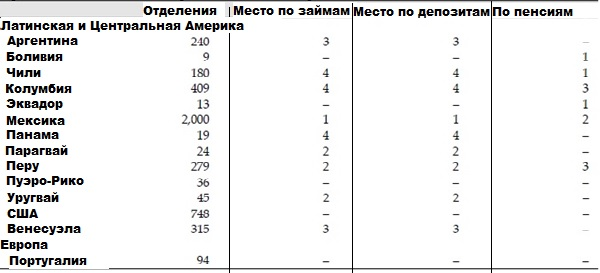 Отделения Место по займам Место по депозитам По пенсиям
Латинская и Центральная Америка
Аргентина 240 3 3 –
Боливия 9 – – 1
Чили 180 4 4 1
Колумбия 409 4 4 3
Эквадор 13 – – 1
Мексика 2,000 1 1 2
Панама 19 4 4 –
Парагвай 24 2 2 –
Перу 279 2 2 3
Пуэро-Рико 36 – – –
Уругвай 45 2 2 –
США 748 – – –
Венесуэла 315 3 3 –
Европа
Португалия 94 – – –